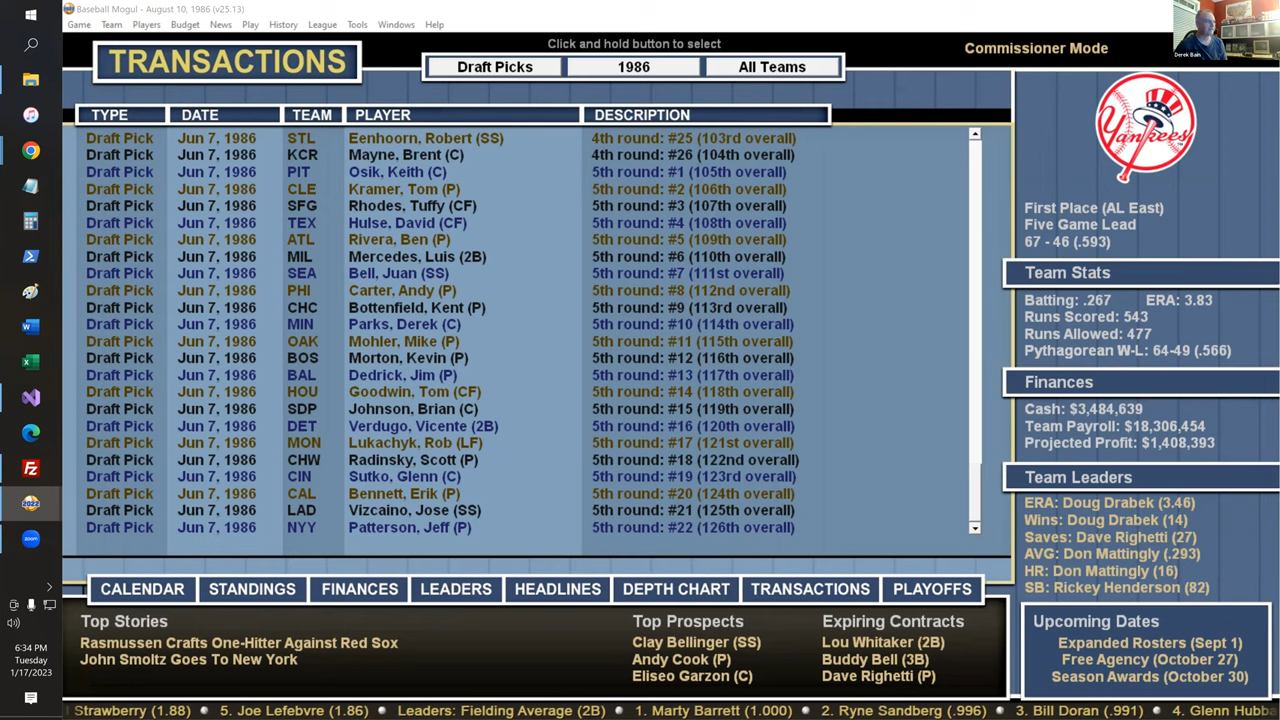 Baseball Mogul - August 10, 1986 (v25.13)
Game Team Players Budget News Play History League Tools Windows Help
TRANSACTIONS
Click and hold button to select
Draft Picks 1986 All Teams
Commissioner Mode
Derek Bain
TYPE DATE TEAM PLAYER DESCRIPTION
Draft Pick Jun 7, 1986 STL Eenhoorn, Robert (SS) 4th round: #25 (103rd overall)
Draft Pick Jun 7, 1986 KCR Mayne, Brent (C) 4th round: #26 (104th overall)
Draft Pick Jun 7, 1986 PIT Osik, Keith (C) 5th round: #1 (105th overall)
Draft Pick Jun 7, 1986 CLE Kramer, Tom (P) 5th round: #2 (106th overall)
Draft Pick Jun 7, 1986 SFG Rhodes, Tuffy (CF) 5th round: #3 (107th overall)
Draft Pick Jun 7, 1986 TEX Hulse, David (CF) 5th round: #4 (108th overall)
Draft Pick Jun 7, 1986 ATL Rivera, Ben (P) 5th round: #5 (109th overall)
Draft Pick Jun 7, 1986 MIL Mercedes, Luis (2B) 5th round: #6 (110th overall)
Draft Pick Jun 7, 1986 SEA Bell, Juan (SS) 5th round: #7 (111st overall)
Draft Pick Jun 7, 1986 PHI Carter, Andy (P) 5th round: #8 (112nd overall)
Draft Pick Jun 7, 1986 CHC Bottenfield, Kent (P) 5th round: #9 (113rd overall)
Draft Pick Jun 7, 1986 MIN Parks, Derek (C) 5th round: #10 (114th overall)
Draft Pick Jun 7, 1986 OAK Mohler, Mike (P) 5th round: #11 (115th overall)
Draft Pick Jun 7, 1986 BOS Morton, Kevin (P) 5th round: #12 (116th overall)
Draft Pick Jun 7, 1986 BAL Dedrick, Jim (P) 5th round: #13 (117th overall)
Draft Pick Jun 7, 1986 HOU Goodwin, Tom (CF) 5th round: #14 (118th overall)
Draft Pick Jun 7, 1986 SDP Johnson, Brian (C) 5th round: #15 (119th overall)
Draft Pick Jun 7, 1986 DET Verdugo, Vicente (2B) 5th round: #16 (120th overall)
Draft Pick Jun 7, 1986 MON Lukachyk, Rob (LF) 5th round: #17 (121st overall)
Draft Pick Jun 7, 1986 CHW Radinsky, Scott (P) 5th round: #18 (122nd overall)
Draft Pick Jun 7, 1986 CIN Sutko, Glenn (C) 5th round: #19 (123rd overall)
Draft Pick Jun 7, 1986 CAL Bennett, Erik (P) 5th round: #20 (124th overall)
Draft Pick Jun 7, 1986 LAD Vizcaino, Jose (SS) 5th round: #21 (125th overall)
Draft Pick Jun 7, 1986 NYY Patterson, Jeff (P) 5th round: #22 (126th overall)
Yankees
First Place (AL East)
Five Game Lead
67 - 46 (.593)
Team Stats
Batting: .267 ERA: 3.83
Runs Scored: 543
Runs Allowed: 477
Pythagorean W-L: 64-49 (.566)
Finances
Cash: $3,484,639
Team Payroll: $18,306,454
Projected Profit: $1,408,393
Team Leaders
ERA: Doug Drabek (3.46)
Wins: Doug Drabek (14)
Saves: Dave Righetti (27)
AVG: Don Mattingly (.293)
HR: Don Mattingly (16)
SB: Rickey Henderson (82)
CALENDAR STANDINGS FINANCES LEADERS HEADLINES DEPTH CHART TRANSACTIONS PLAYOFFS
Top Stories
Rasmussen Crafts One-Hitter Against Red Sox
John Smoltz Goes To New York
Top Prospects
Clay Bellinger (SS)
Andy Cook (P)
Eliseo Garzon (C)
Expiring Contracts
Lou Whitaker (2B)
Buddy Bell (3B)
Dave Righetti (P)
Upcoming Dates
Expanded Rosters (Sept 1)
Free Agency (October 27)
Season Awards (October 30)
Strawberry (1.88) 5. Joe Lefebvre (1.86) Leaders: Fielding Average (2B) 1. Marty Barrett (1.000) 2. Ryne Sandberg (.996) 3. Bill Doran (.991) 4. Glenn Hubb
2022
zoom
6:34 PM
Tuesday
1/17/2023